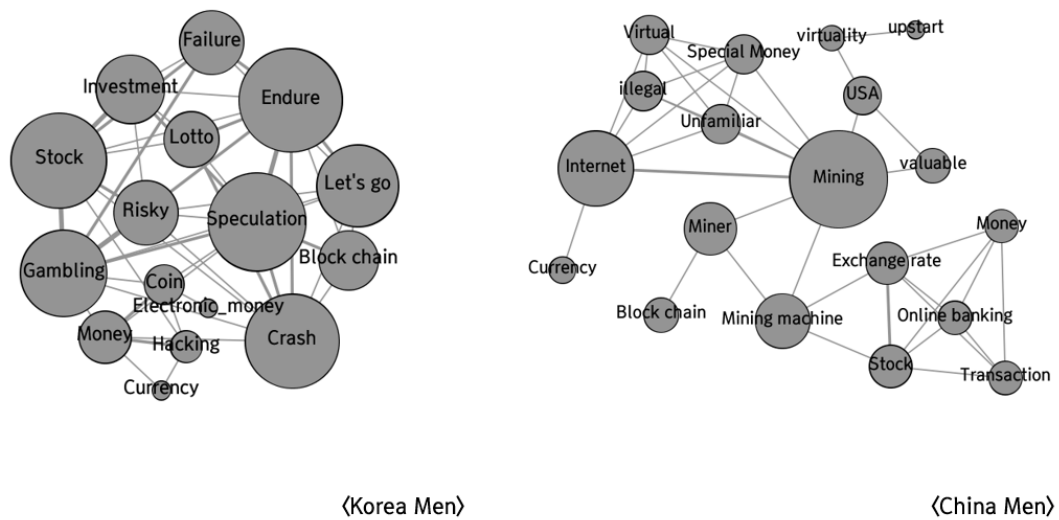 Failure
Investment
Endure
Lotto
Stock
Let's go
Risky
Speculation
Gambling
Block chain
Coin
Electronic_money
Money
Hacking
Crash
Currency
〈Korea Men〉
Virtual
Special Money
virtuality
upstart
illegal
USA
Unfamiliar
Internet
Mining
valuable
Miner
Money
Currency
Exchange rate
Block chain
Mining machine
Online banking
Stock
Transaction
〈China Men〉